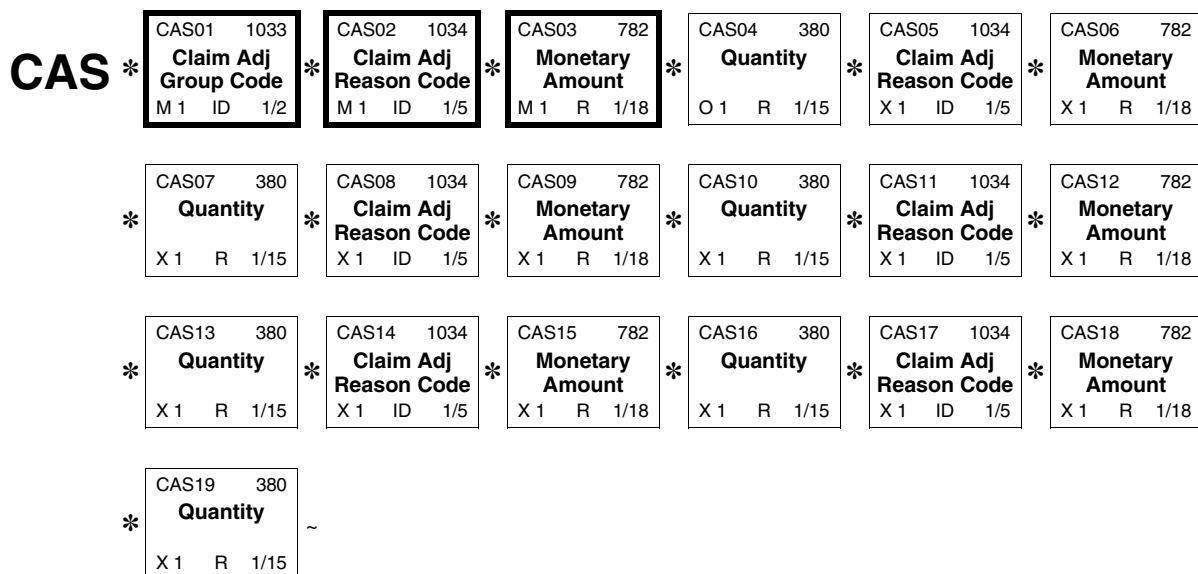 CAS01 1033 CAS02 1034 CAS03 782 CAS04 380 CAS05 1034 CAS06 782
CAS * Claim Adj Group Code * Claim Adj Reason Code * Monetary Amount * Quantity * Claim Adj Reason Code * Monetary Amount
M 1 ID 1/2 M 1 ID 1/5 M 1 R 1/18 O 1 R 1/15 X 1 ID 1/5 X 1 R 1/18
CAS07 380 CAS08 1034 CAS09 782 CAS10 380 CAS11 1034 CAS12 782
* Quantity * Claim Adj Reason Code * Monetary Amount * Quantity * Claim Adj Reason Code * Monetary Amount
X 1 R 1/15 X 1 ID 1/5 X 1 R 1/18 X 1 R 1/15 X 1 ID 1/5 X 1 R 1/18
CAS13 380 CAS14 1034 CAS15 782 CAS16 380 CAS17 1034 CAS18 782
* Quantity * Claim Adj Reason Code * Monetary Amount * Quantity * Claim Adj Reason Code * Monetary Amount
X 1 R 1/15 X 1 ID 1/5 X 1 R 1/18 X 1 R 1/15 X 1 ID 1/5 X 1 R 1/18
CAS19 380
* Quantity ~
X 1 R 1/15